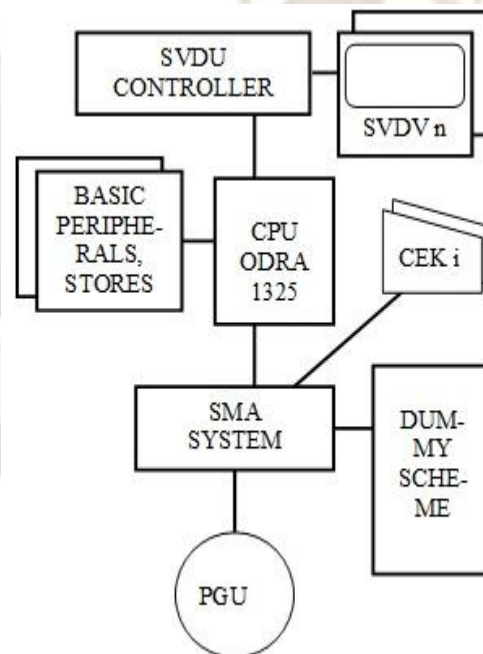 SVDU
CONTROLLER
SVDV n
BASIC
PERIPHE-
RALS,
STORES
CPU
ODRA
1325
CEK i
SMA
SYSTEM
DUM-
MY
SCHE-
ME
PGU